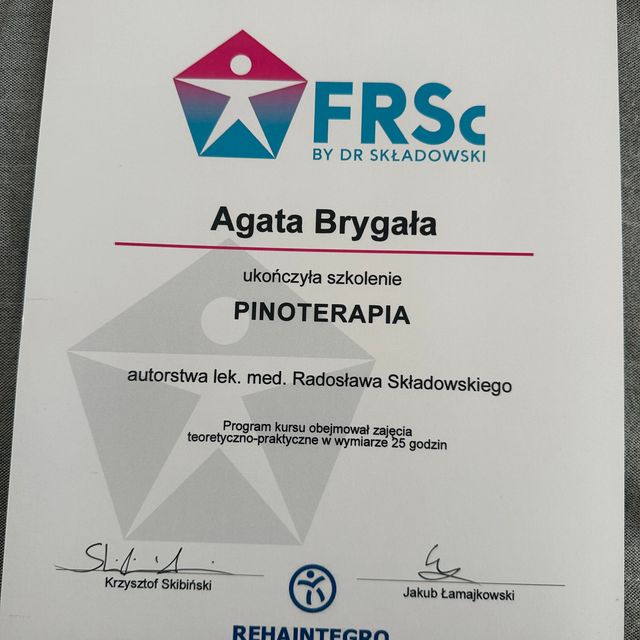 FRSc
BY DR SKŁADOWSKI
Agata Brygała
ukończyła szkolenie
PINOTERAPIA
autorstwa lek. med. Radosława Składowskiego
Program kursu obejmował zajęcia
teoretyczno-praktyczne w wymiarze 25 godzin
Krzysztof Skibiński
Jakub Łamajkowski
REHAINTEGRO